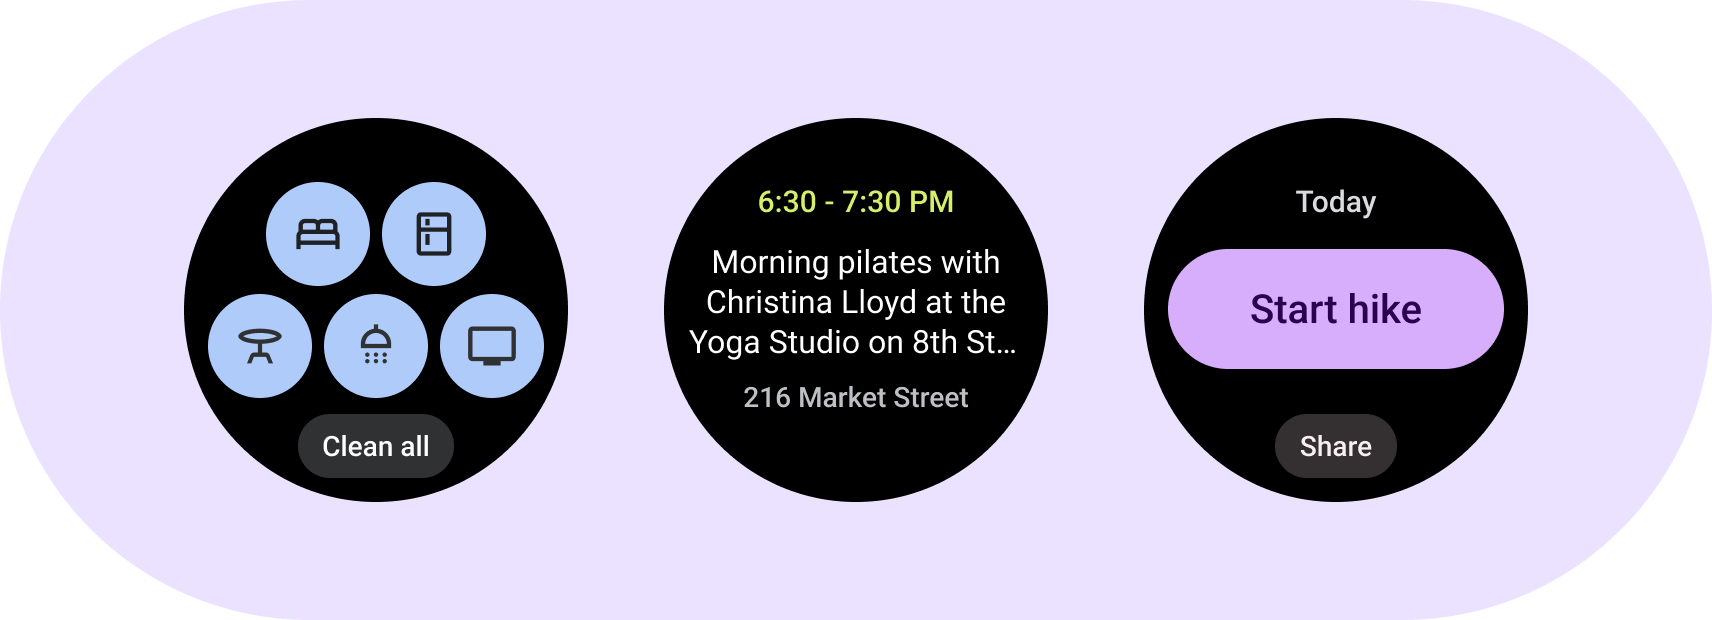 Clean all
6:30 - 7:30 PM
Morning pilates with
Christina Lloyd at the
Yoga Studio on 8th St...
216 Market Street
Today
Start hike
Share